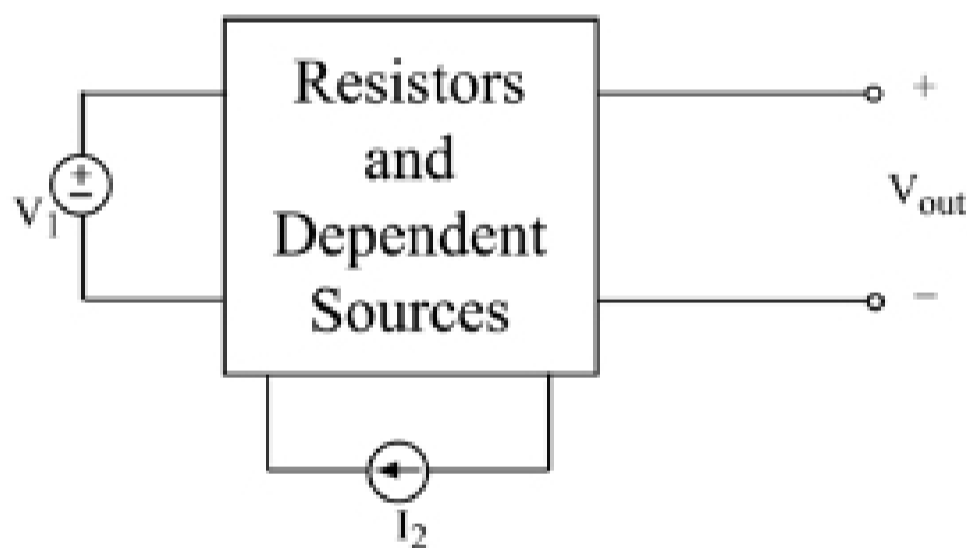 Resistors
and
Dependent
Sources
+
−
V1
+
Vout
−
I2